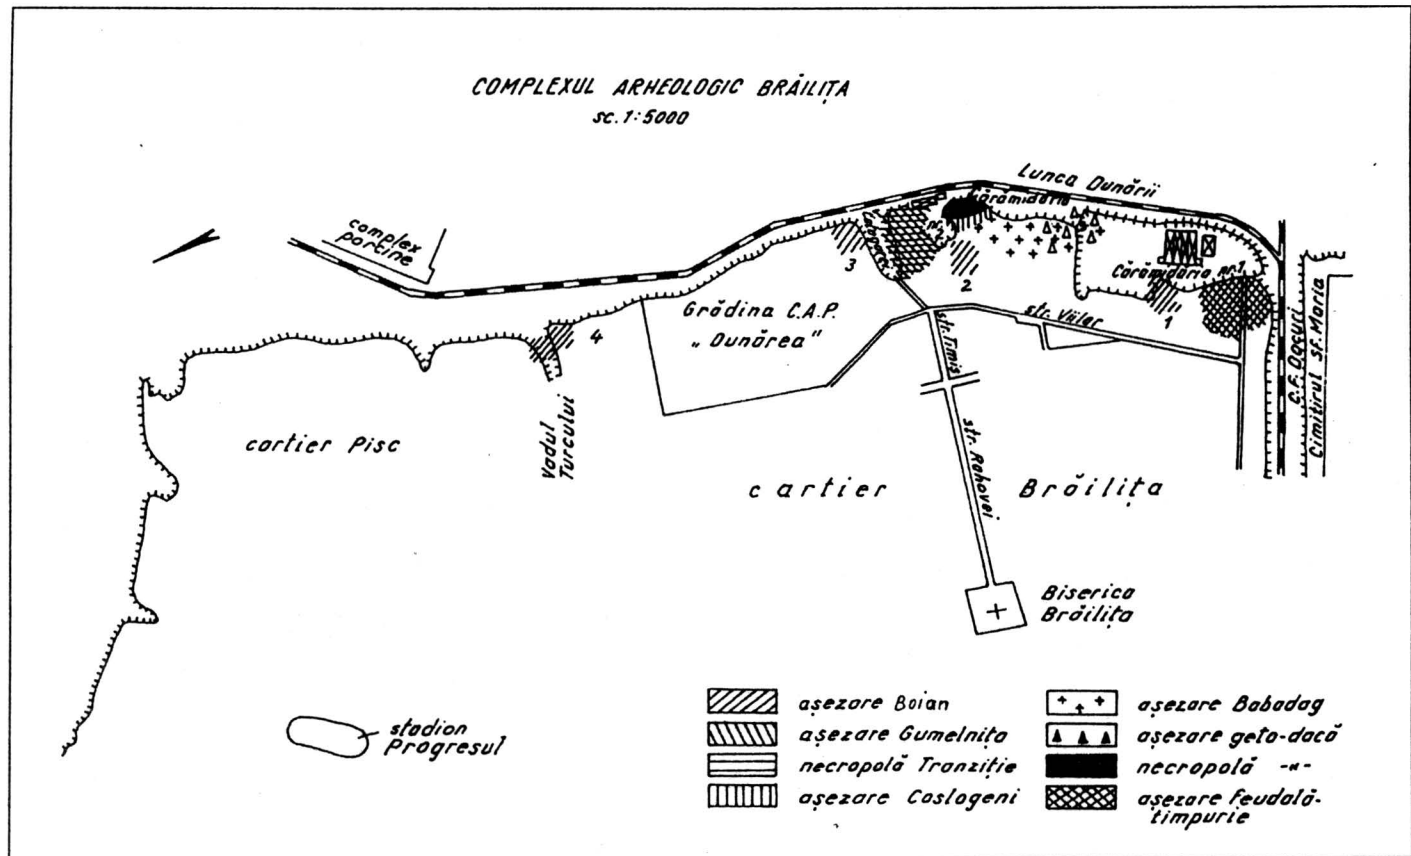 COMPLEXUL ARHEOLOGIC BRĂILIȚA
sc. 1:5000
Lunca Dunării
Cărămidăria
nr. 2
complex
porcine
3
2
Cărămidăria nr. 1
1
4
Grădina C.A.P.
„Dunărea"
str. Viilor
str. Timiș
C.F. Docuri
Cimitirul sf. Maria
cartier Pisc
Vadul
Turcului
str. Rahovei
cartier Brăilița
Biserica
Brăilița
stadion
Progresul
așezare Boian
așezare Gumelnița
necropolă Tranziție
așezare Coslogeni
așezare Babadag
așezare geto-dacă
necropolă -"-
așezare feudală-
timpurie